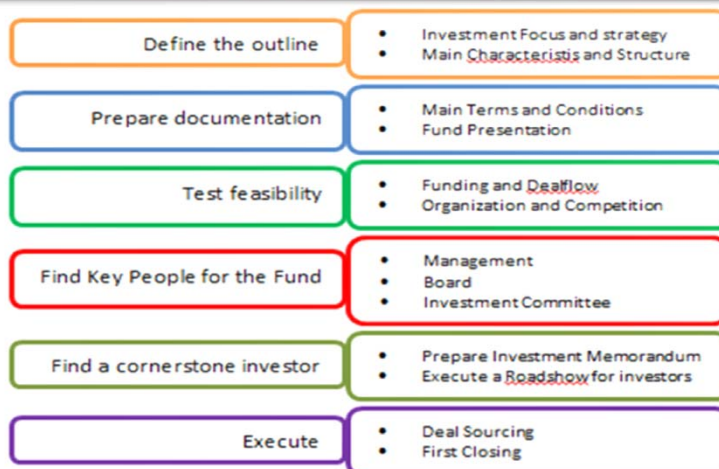 Define the outline
• Investment Focus and strategy
• Main Characteristis and Structure
Prepare documentation
• Main Terms and Conditions
• Fund Presentation
Test feasibility
• Funding and Dealflow
• Organization and Competition
Find Key People for the Fund
• Management
• Board
• Investment Committee
Find a cornerstone investor
• Prepare Investment Memorandum
• Execute a Roadshow for investors
Execute
• Deal Sourcing
• First Closing